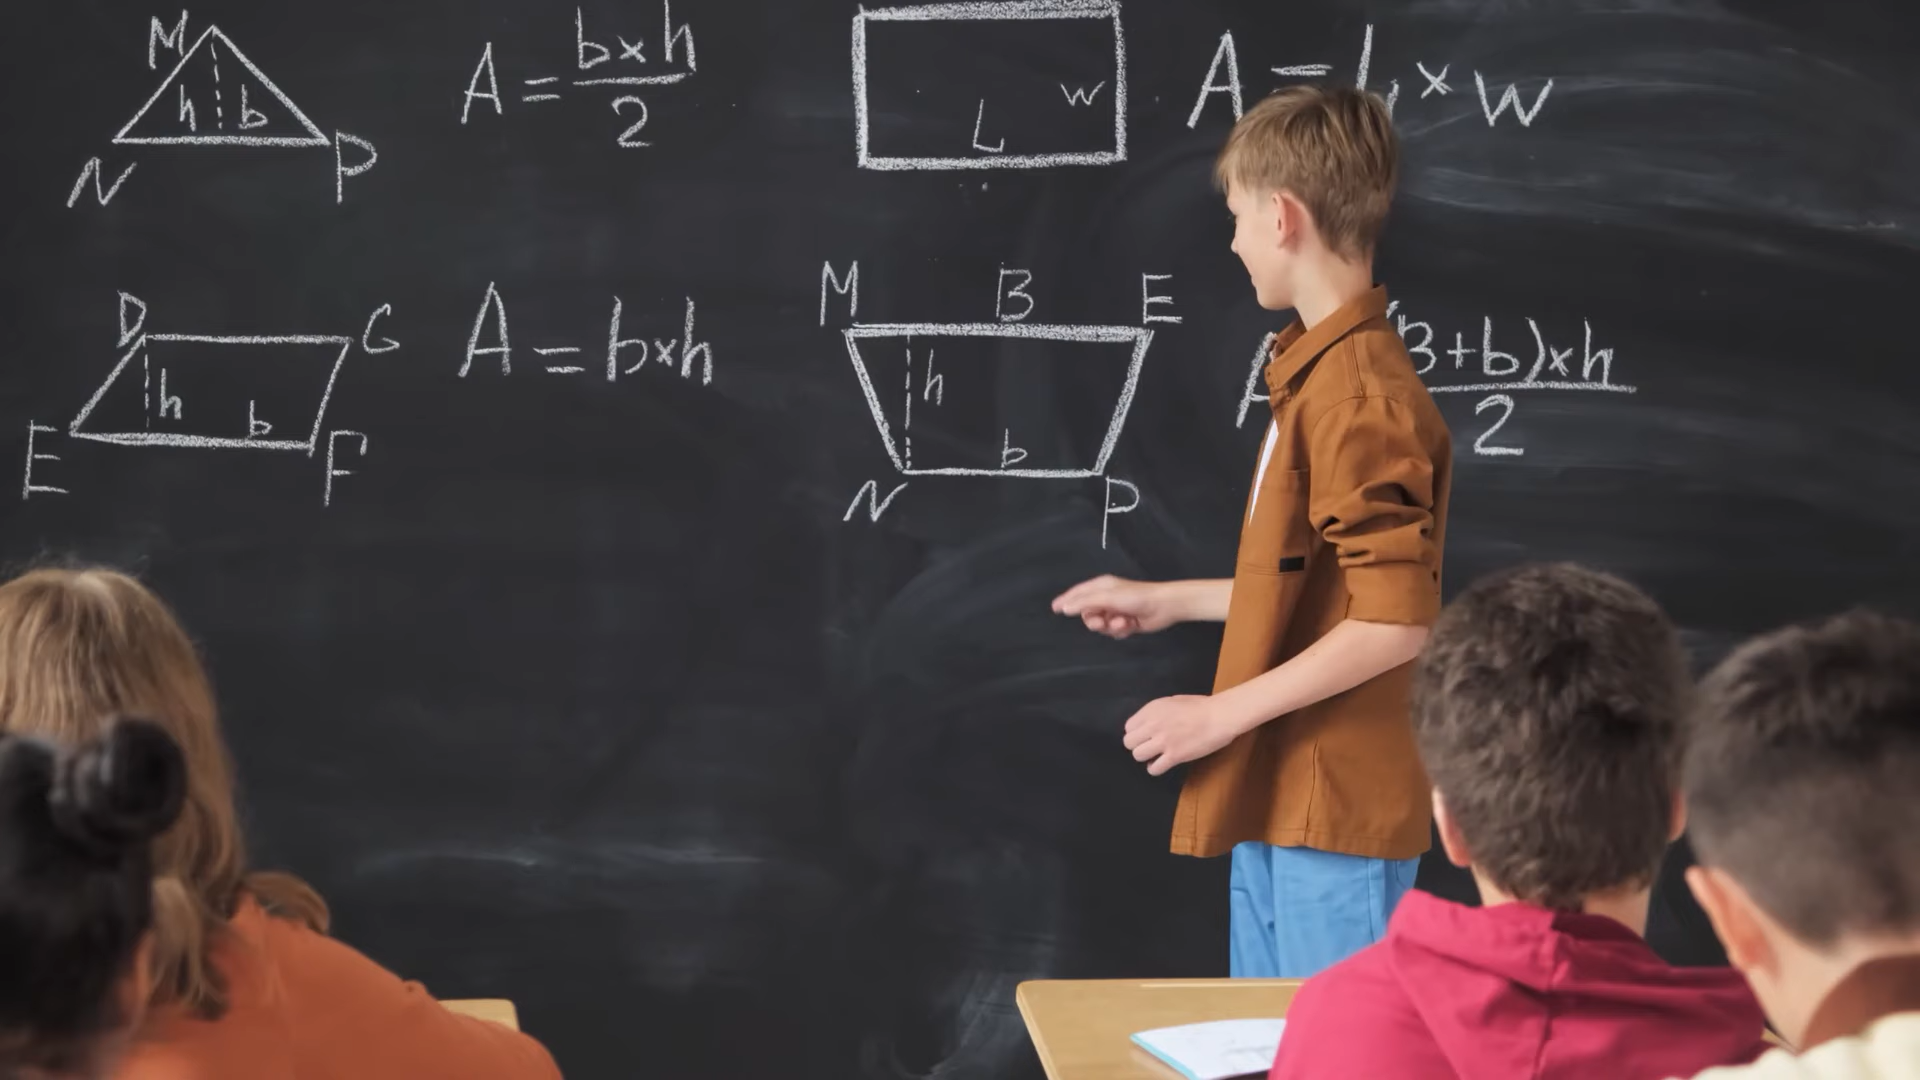 M
h b
N P
A = b×h/2
L W
A = L × W
D G
h b
E F
A = b×h
M B E
h
b
N P
B+b)×h
2